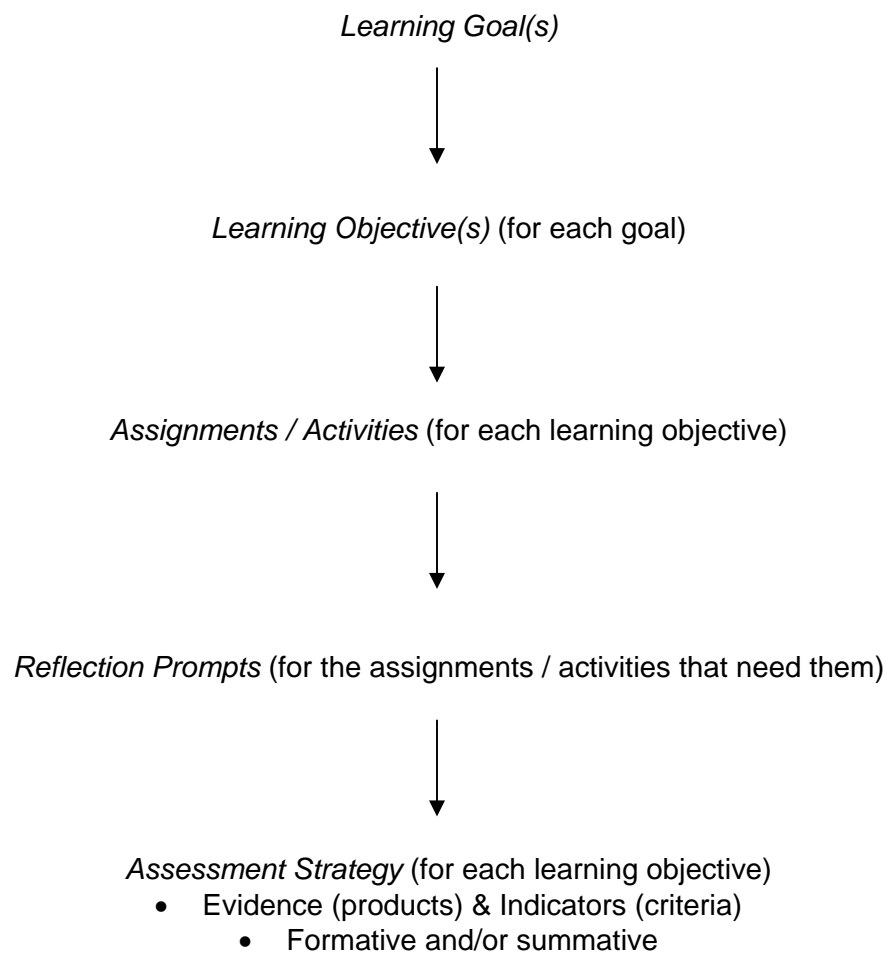 Learning Goal(s)
Learning Objective(s) (for each goal)
Assignments / Activities (for each learning objective)
Reflection Prompts (for the assignments / activities that need them)
Assessment Strategy (for each learning objective)
• Evidence (products) & Indicators (criteria)
• Formative and/or summative